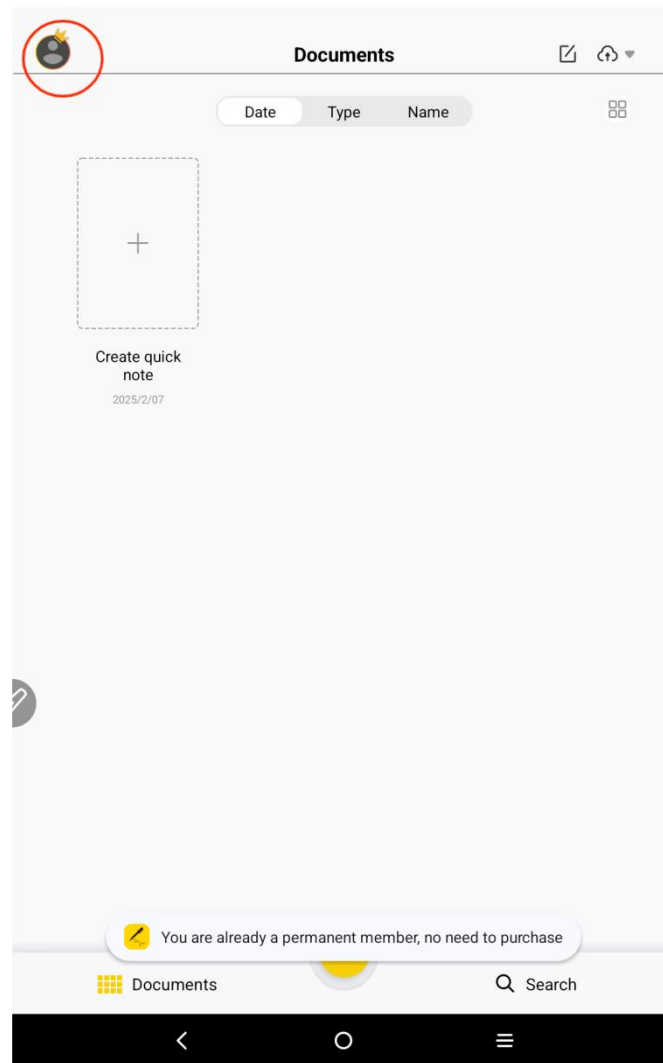 Documents
Date Type Name
Create quick
note
2025/2/07
You are already a permanent member, no need to purchase
Documents Search